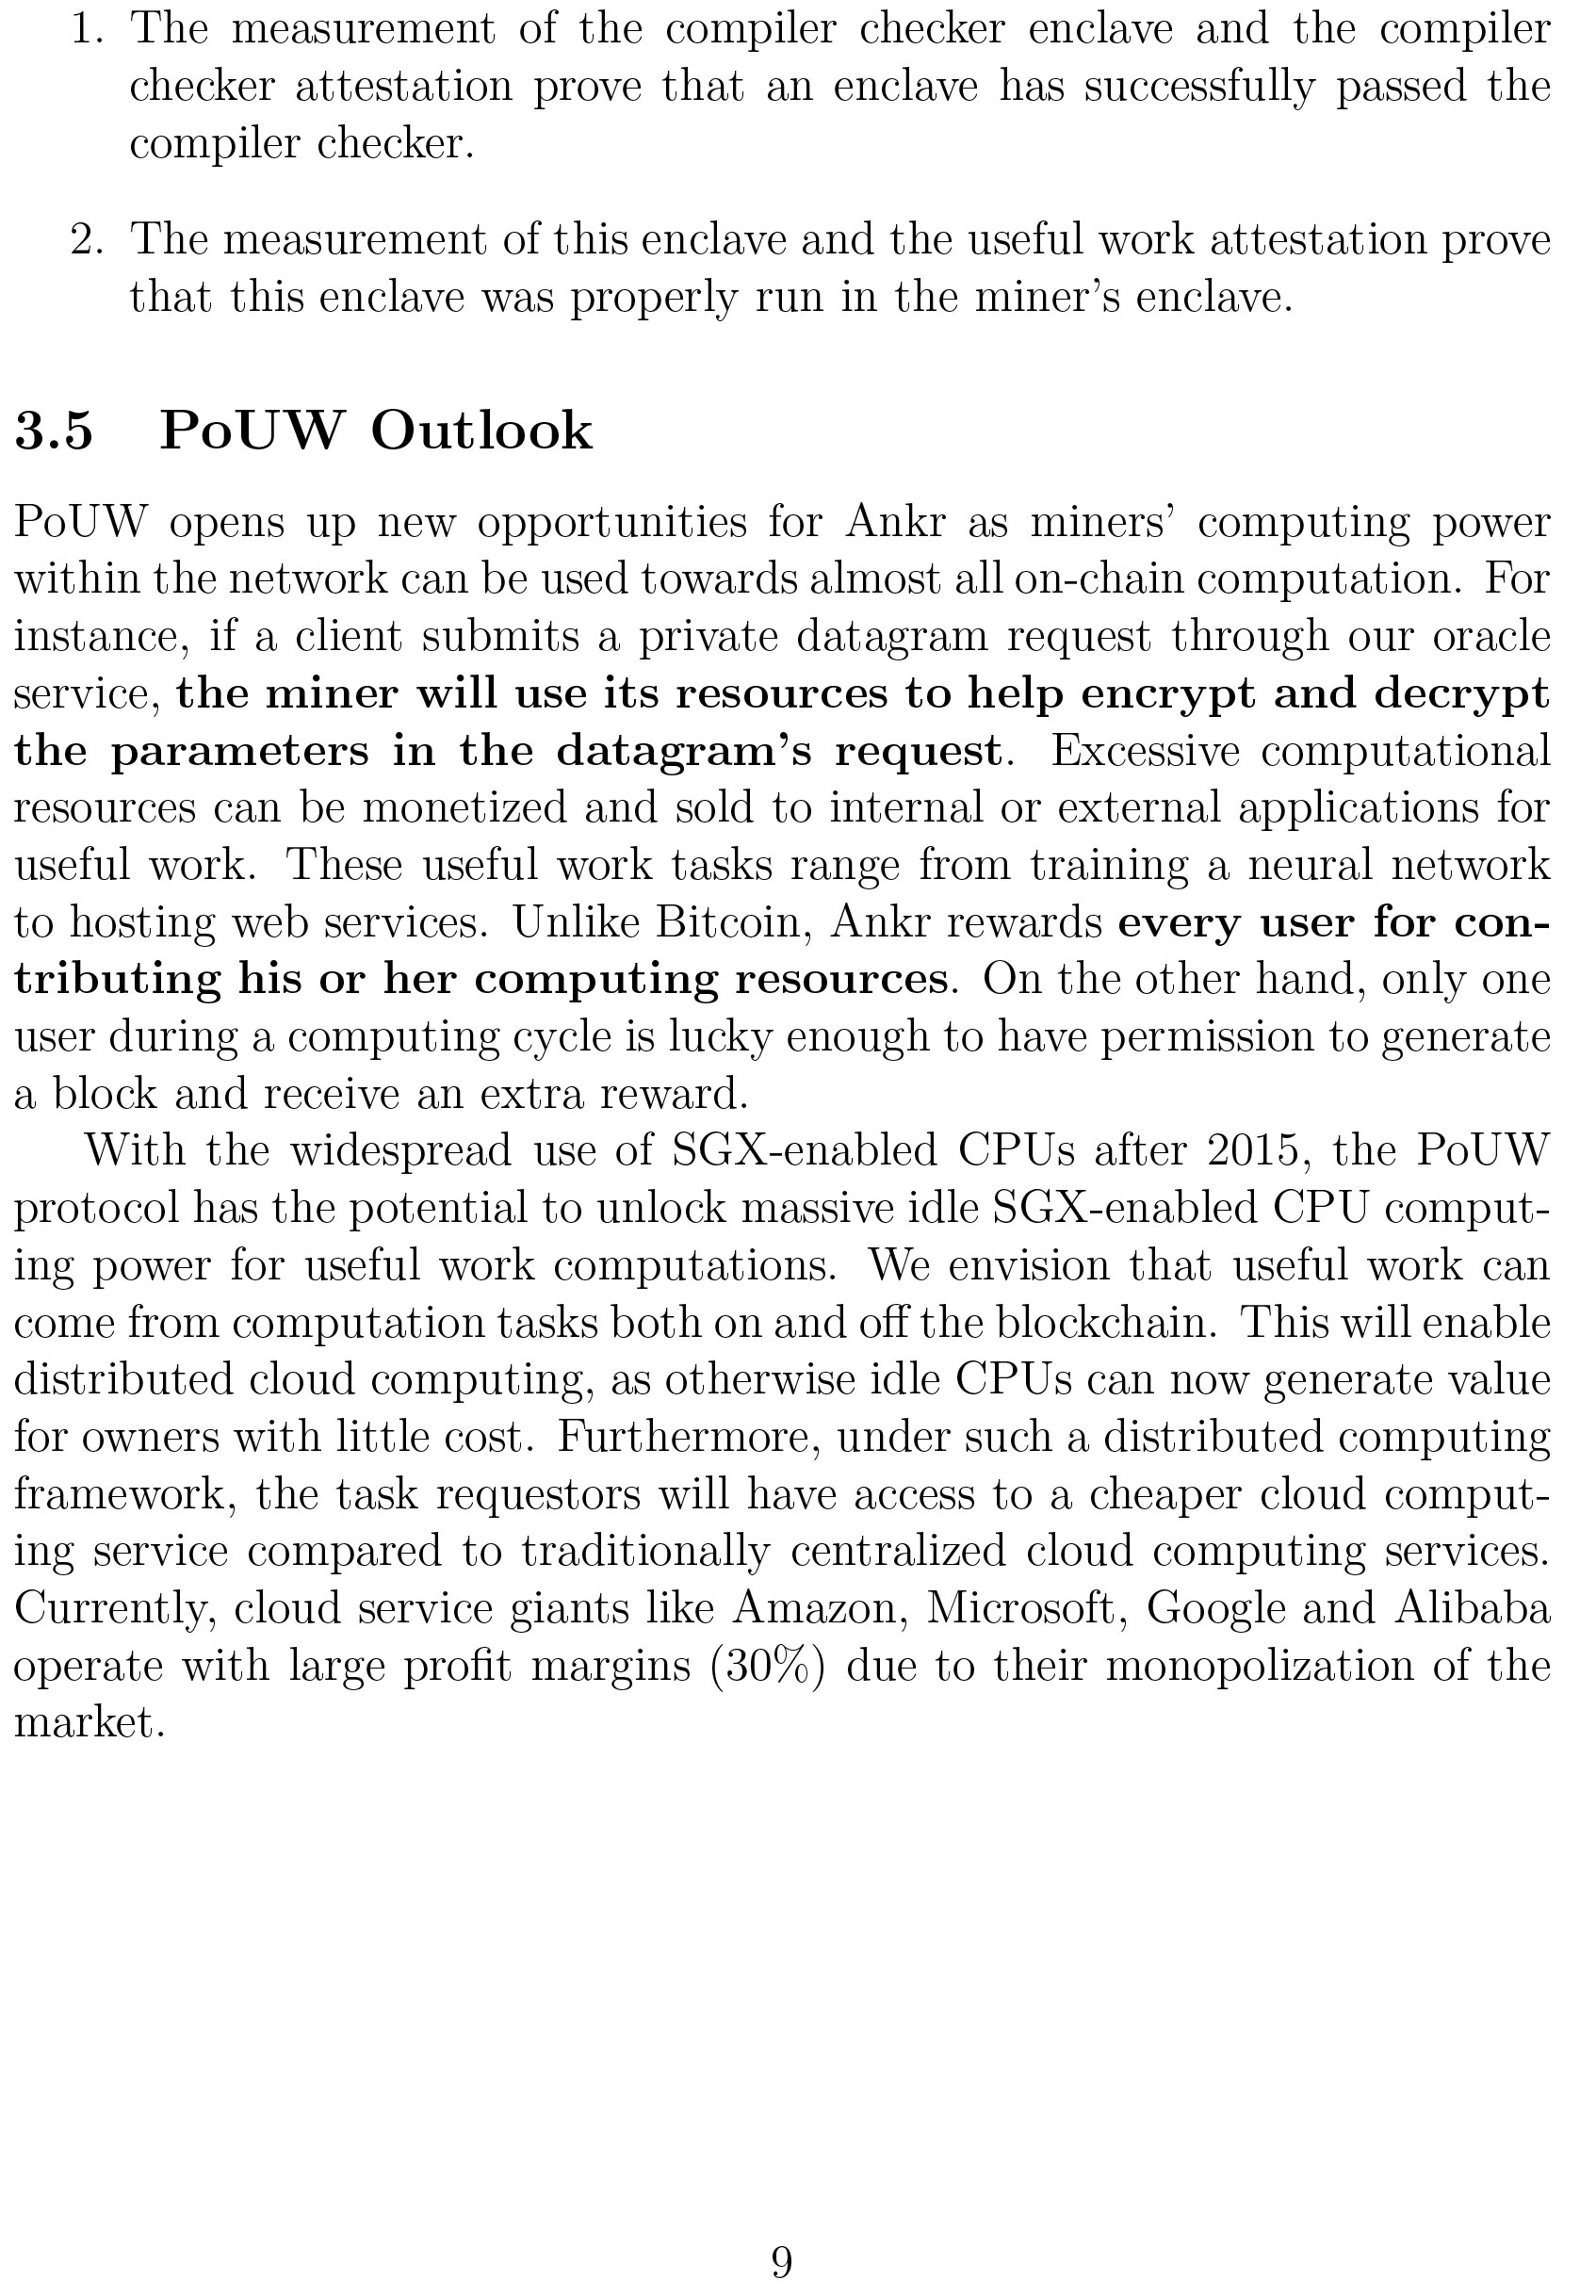 1. The measurement of the compiler checker enclave and the compiler
checker attestation prove that an enclave has successfully passed the
compiler checker.
2. The measurement of this enclave and the useful work attestation prove
that this enclave was properly run in the miner's enclave.
3.5 PoUW Outlook
PoUW opens up new opportunities for Ankr as miners' computing power
within the network can be used towards almost all on-chain computation. For
instance, if a client submits a private datagram request through our oracle
service, the miner will use its resources to help encrypt and decrypt
the parameters in the datagram's request. Excessive computational
resources can be monetized and sold to internal or external applications for
useful work. These useful work tasks range from training a neural network
to hosting web services. Unlike Bitcoin, Ankr rewards every user for con-
tributing his or her computing resources. On the other hand, only one
user during a computing cycle is lucky enough to have permission to generate
a block and receive an extra reward.
With the widespread use of SGX-enabled CPUs after 2015, the PoUW
protocol has the potential to unlock massive idle SGX-enabled CPU comput-
ing power for useful work computations. We envision that useful work can
come from computation tasks both on and off the blockchain. This will enable
distributed cloud computing, as otherwise idle CPUs can now generate value
for owners with little cost. Furthermore, under such a distributed computing
framework, the task requestors will have access to a cheaper cloud comput-
ing service compared to traditionally centralized cloud computing services.
Currently, cloud service giants like Amazon, Microsoft, Google and Alibaba
operate with large profit margins (30%) due to their monopolization of the
market.
9